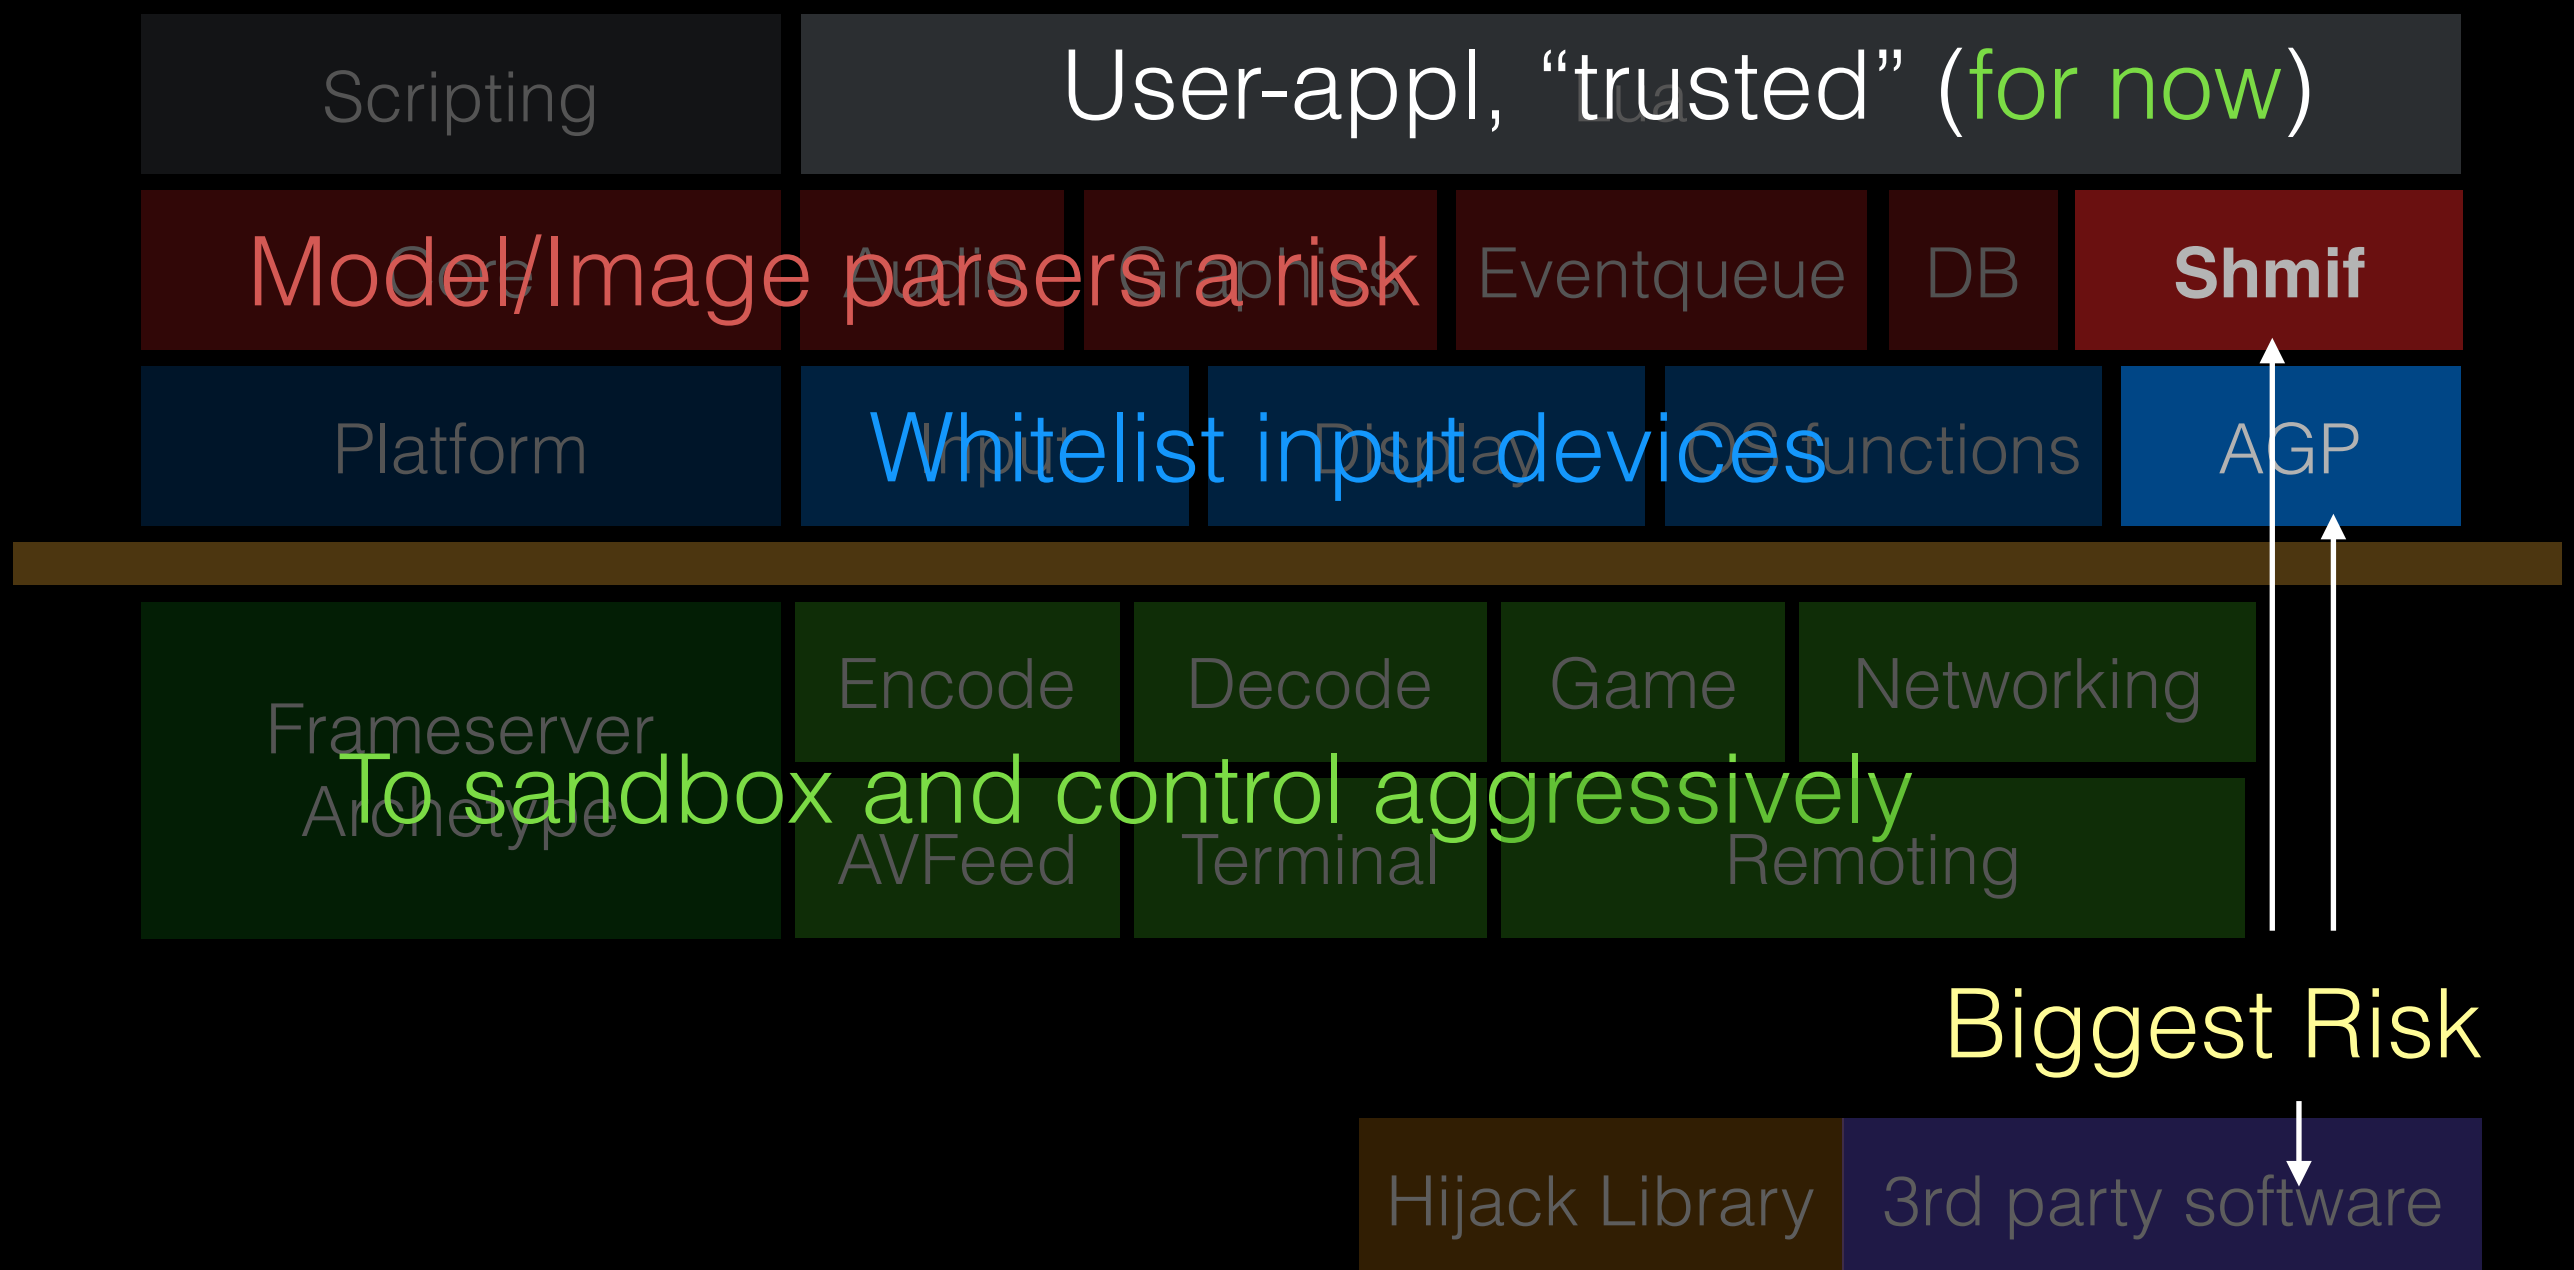 Scripting
User-appl, “trusted” (for now)
Lua
Model/Image parsers a risk
Core
Audio
Graphics
Eventqueue
DB
Shmif
Platform
Whitelist input devices
Input
Display
OS functions
AGP
Frameserver
Archetype
Encode
Decode
Game
Networking
To sandbox and control aggressively
AVFeed
Terminal
Remoting
Biggest Risk
Hijack Library
3rd party software